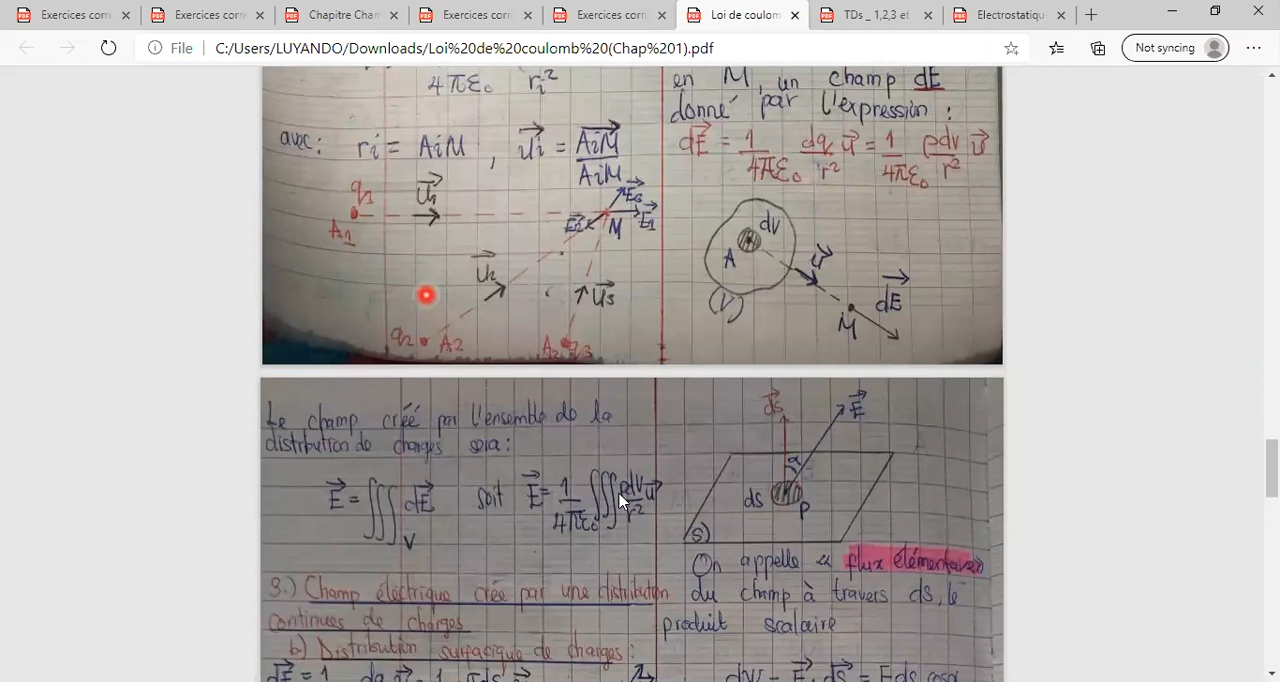 Exercices corr
Exercices corr
Chapitre Cham
Exercices corr
Exercices corr
Loi de coulom
TDs _ 1,2,3 et
Electrostatiqu
File
C:/Users/LUYANDO/Downloads/Loi%20de%20coulomb%20(Chap%201).pdf
Not syncing
4πε₀ ri²
avec: ri = AiM , ui = AiM / AiM
q1 u1
A1
E3 E1
M
u2
u3
q2 A2
q3
en M, un champ dE
donné par l'expression :
dE = 1/4πε₀ dq/r² u = 1/4πε₀ ρdv/r² u
dv
A
u
(V)
dE
M
Le champ créé par l'ensemble de la
distribution de charges sera :
E = ∭ dE soit E = 1/4πε₀ ∭ ρdv/r² u
V
3.) Champ électrique crée par une distribution
continues de charges
b) Distribution surfacique de charges :
ds E
α
ds
P
(S)
On appelle « flux élémentaire»
du champ à travers ds, le
produit scalaire